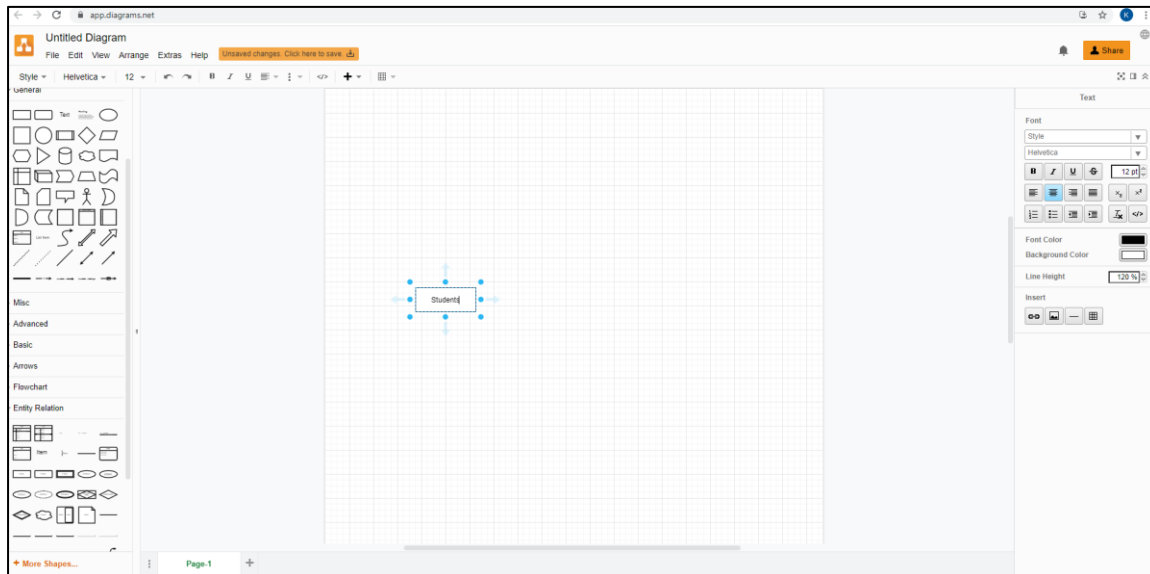 app.diagrams.net
K
Untitled Diagram
File Edit View Arrange Extras Help Unsaved changes. Click here to save.
Share
Style Helvetica 12 B I U </>
General
Text
Misc
Advanced
Basic
Arrows
Flowchart
Entity Relation
Item
+ More Shapes...
Students
Page-1
Text
Font
Style
Helvetica
B I U S 12 pt
Font Color
Background Color
Line Height 120 %
Insert